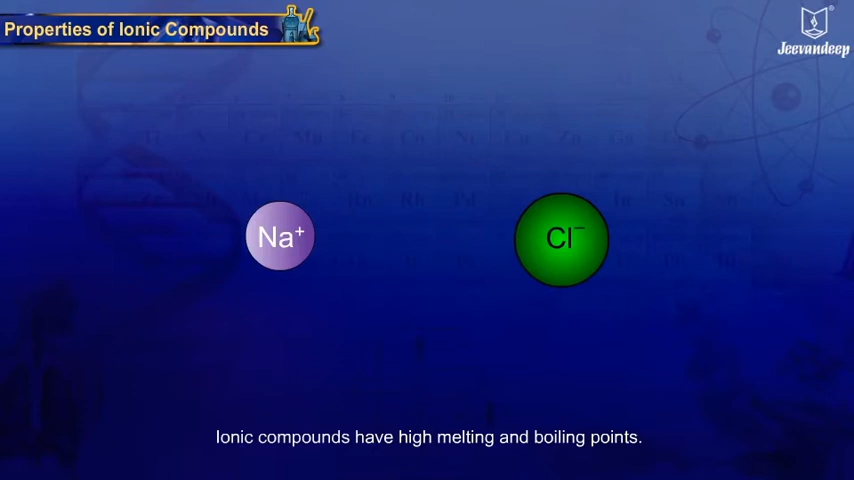 Properties of Ionic Compounds
Jeevandeep
Na⁺
Cl⁻
Ionic compounds have high melting and boiling points.